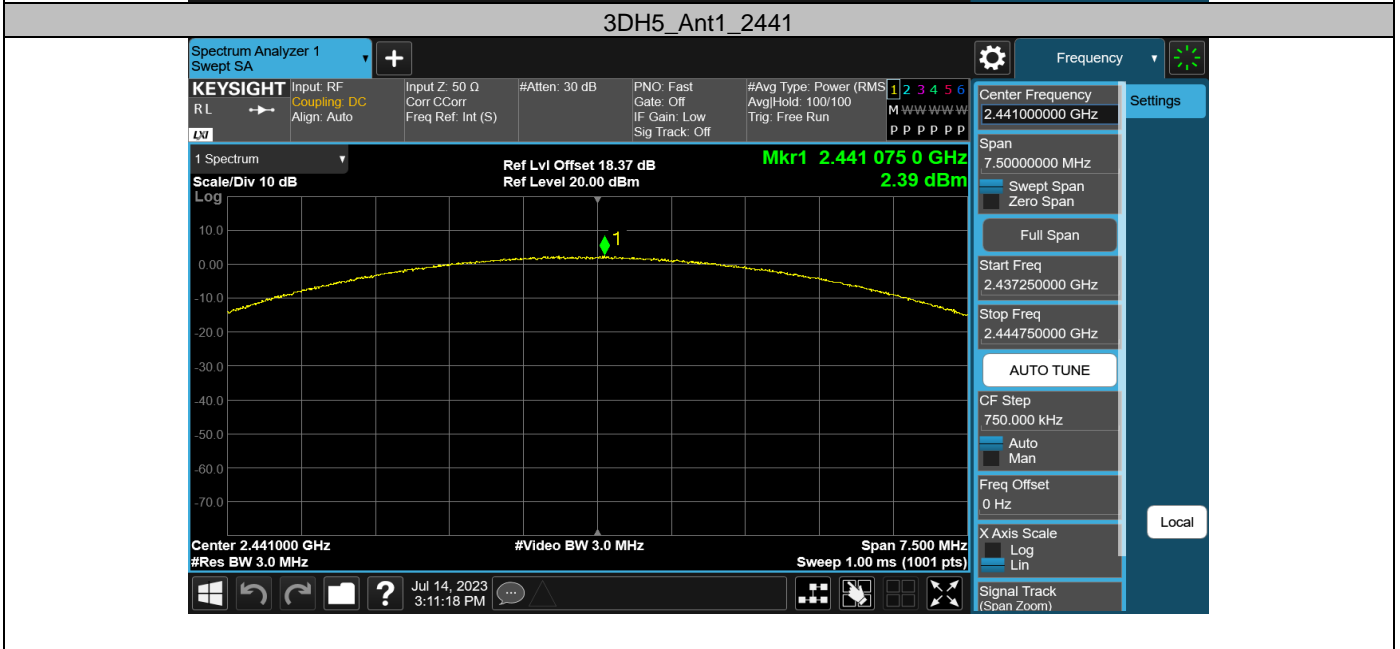 3DH5_Ant1_2441
Spectrum Analyzer 1
Swept SA
+
Frequency
KEYSIGHT
RL
LXI
Input: RF
Coupling: DC
Align: Auto
Input Z: 50 Ω
Corr CCorr
Freq Ref: Int (S)
#Atten: 30 dB
PNO: Fast
Gate: Off
IF Gain: Low
Sig Track: Off
#Avg Type: Power (RMS
Avg|Hold: 100/100
Trig: Free Run
1 2 3 4 5 6
M W W W W W
P P P P P P
1 Spectrum
Scale/Div 10 dB
Ref Lvl Offset 18.37 dB
Ref Level 20.00 dBm
Mkr1 2.441 075 0 GHz
2.39 dBm
Log
1
10.0
0.00
-10.0
-20.0
-30.0
-40.0
-50.0
-60.0
-70.0
Center 2.441000 GHz
#Video BW 3.0 MHz
Span 7.500 MHz
#Res BW 3.0 MHz
Sweep 1.00 ms (1001 pts)
?
Jul 14, 2023
3:11:18 PM
Center Frequency
2.441000000 GHz
Settings
Span
7.50000000 MHz
Swept Span
Zero Span
Full Span
Start Freq
2.437250000 GHz
Stop Freq
2.444750000 GHz
AUTO TUNE
CF Step
750.000 kHz
Auto
Man
Freq Offset
0 Hz
Local
X Axis Scale
Log
Lin
Signal Track
(Span Zoom)